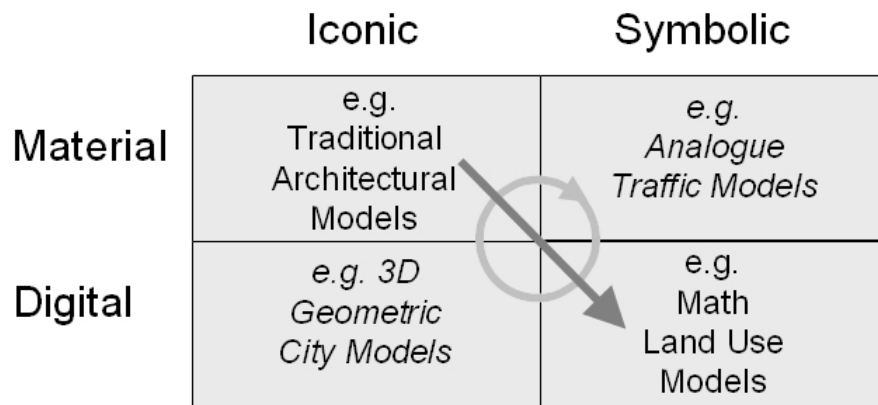 Iconic
Symbolic
Material
e.g.
Traditional
Architectural
Models
e.g.
Analogue
Traffic Models
Digital
e.g. 3D
Geometric
City Models
e.g.
Math
Land Use
Models